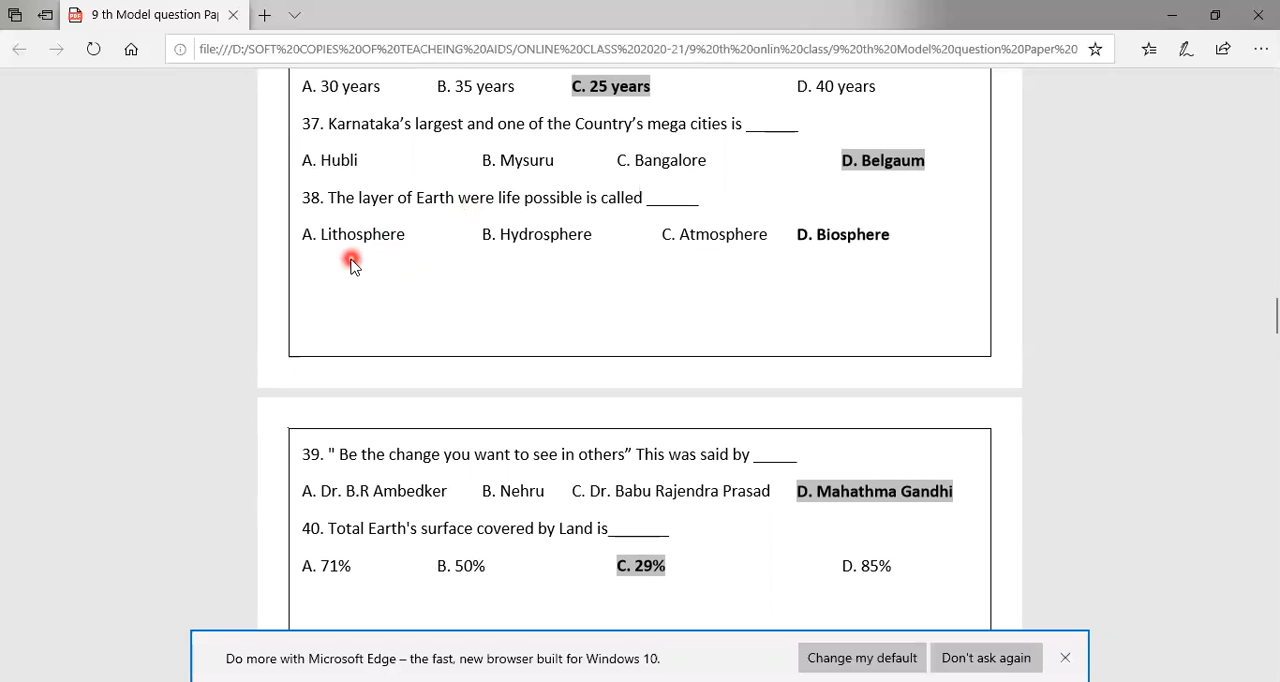 9 th Model question Pa
file:///D:/SOFT%20COPIES%20OF%20TEACHEING%20AIDS/ONLINE%20CLASS%202020-21/9%20th%20onlin%20class/9%20th%20Model%20question%20Paper%20
A. 30 years B. 35 years C. 25 years D. 40 years
37. Karnataka’s largest and one of the Country’s mega cities is ______
A. Hubli B. Mysuru C. Bangalore D. Belgaum
38. The layer of Earth were life possible is called ______
A. Lithosphere B. Hydrosphere C. Atmosphere D. Biosphere
39. " Be the change you want to see in others” This was said by _____
A. Dr. B.R Ambedker B. Nehru C. Dr. Babu Rajendra Prasad D. Mahathma Gandhi
40. Total Earth's surface covered by Land is_______
A. 71% B. 50% C. 29% D. 85%
Do more with Microsoft Edge – the fast, new browser built for Windows 10. Change my default Don't ask again